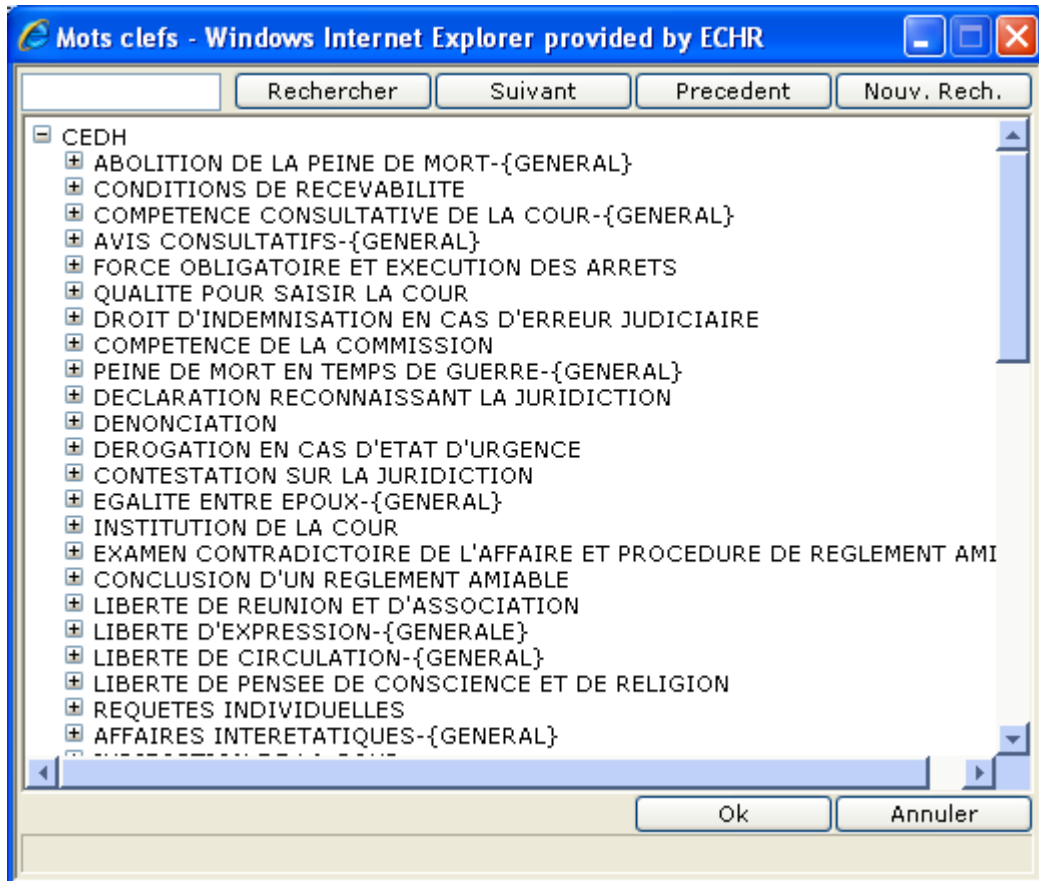 Mots clefs - Windows Internet Explorer provided by ECHR
Rechercher Suivant Precedent Nouv. Rech.
CEDH
ABOLITION DE LA PEINE DE MORT-{GENERAL}
CONDITIONS DE RECEVABILITE
COMPETENCE CONSULTATIVE DE LA COUR-{GENERAL}
AVIS CONSULTATIFS-{GENERAL}
FORCE OBLIGATOIRE ET EXECUTION DES ARRETS
QUALITE POUR SAISIR LA COUR
DROIT D'INDEMNISATION EN CAS D'ERREUR JUDICIAIRE
COMPETENCE DE LA COMMISSION
PEINE DE MORT EN TEMPS DE GUERRE-{GENERAL}
DECLARATION RECONNAISSANT LA JURIDICTION
DENONCIATION
DEROGATION EN CAS D'ETAT D'URGENCE
CONTESTATION SUR LA JURIDICTION
EGALITE ENTRE EPOUX-{GENERAL}
INSTITUTION DE LA COUR
EXAMEN CONTRADICTOIRE DE L'AFFAIRE ET PROCEDURE DE REGLEMENT AMI
CONCLUSION D'UN REGLEMENT AMIABLE
LIBERTE DE REUNION ET D'ASSOCIATION
LIBERTE D'EXPRESSION-{GENERALE}
LIBERTE DE CIRCULATION-{GENERAL}
LIBERTE DE PENSEE DE CONSCIENCE ET DE RELIGION
REQUETES INDIVIDUELLES
AFFAIRES INTERETATIQUES-{GENERAL}
Ok Annuler